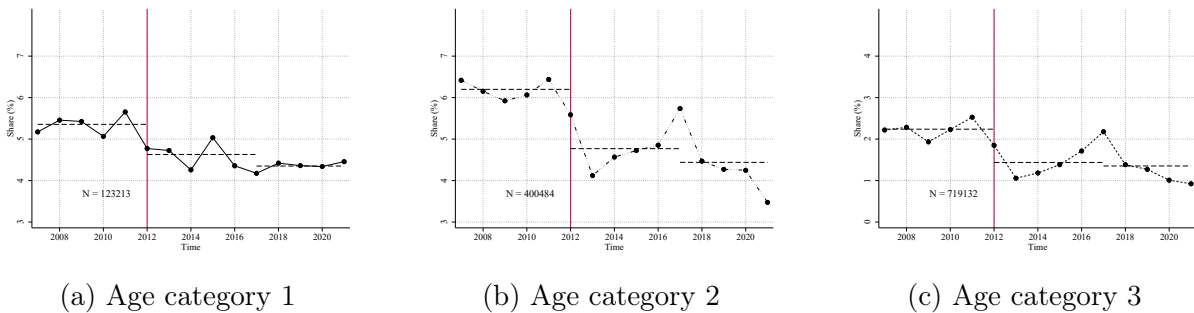 Share (%)
7
6
5
4
3
N = 123213
2008 2010 2012 2014 2016 2018 2020
Time
(a) Age category 1
Share (%)
7
6
5
4
3
N = 400484
2008 2010 2012 2014 2016 2018 2020
Time
(b) Age category 2
Share (%)
4
3
2
1
0
N = 719132
2008 2010 2012 2014 2016 2018 2020
Time
(c) Age category 3